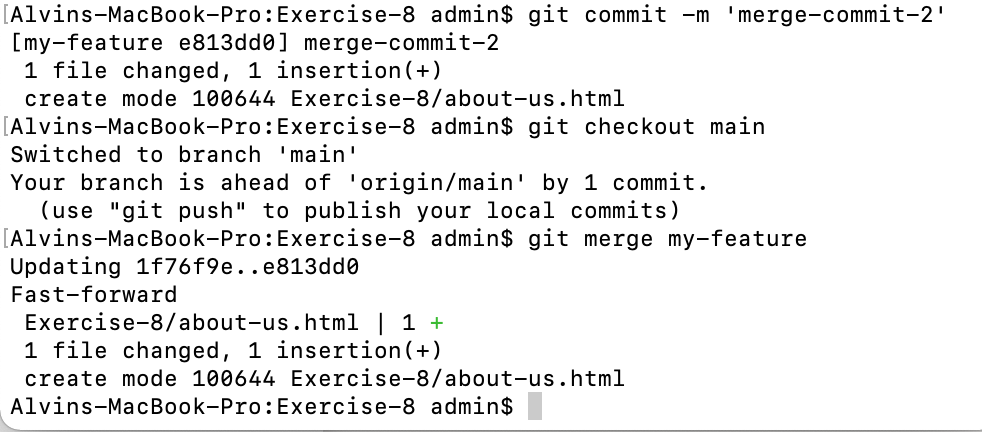 [Alvins-MacBook-Pro:Exercise-8 admin$ git commit -m 'merge-commit-2'
[my-feature e813dd0] merge-commit-2
 1 file changed, 1 insertion(+)
 create mode 100644 Exercise-8/about-us.html
[Alvins-MacBook-Pro:Exercise-8 admin$ git checkout main
Switched to branch 'main'
Your branch is ahead of 'origin/main' by 1 commit.
  (use "git push" to publish your local commits)
[Alvins-MacBook-Pro:Exercise-8 admin$ git merge my-feature
Updating 1f76f9e..e813dd0
Fast-forward
 Exercise-8/about-us.html | 1 +
 1 file changed, 1 insertion(+)
 create mode 100644 Exercise-8/about-us.html
Alvins-MacBook-Pro:Exercise-8 admin$